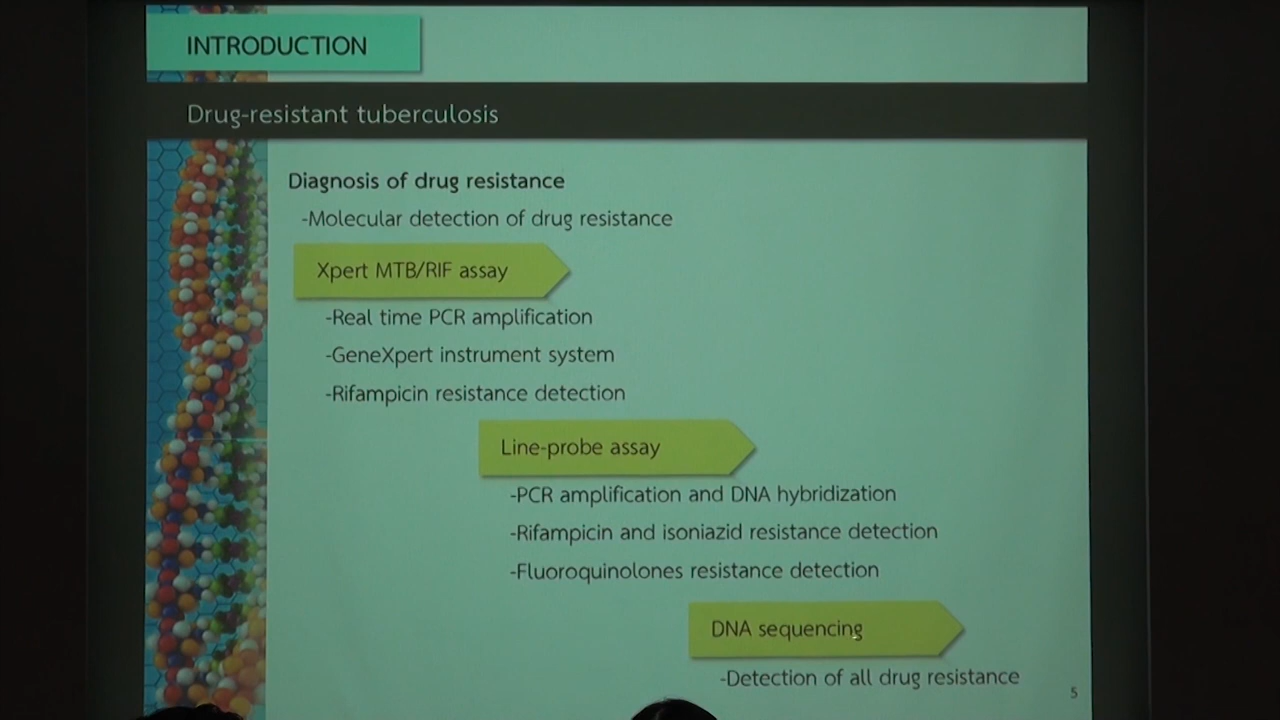 INTRODUCTION
Drug-resistant tuberculosis
Diagnosis of drug resistance
-Molecular detection of drug resistance
Xpert MTB/RIF assay
-Real time PCR amplification
-GeneXpert instrument system
-Rifampicin resistance detection
Line-probe assay
-PCR amplification and DNA hybridization
-Rifampicin and isoniazid resistance detection
-Fluoroquinolones resistance detection
DNA sequencing
-Detection of all drug resistance
5